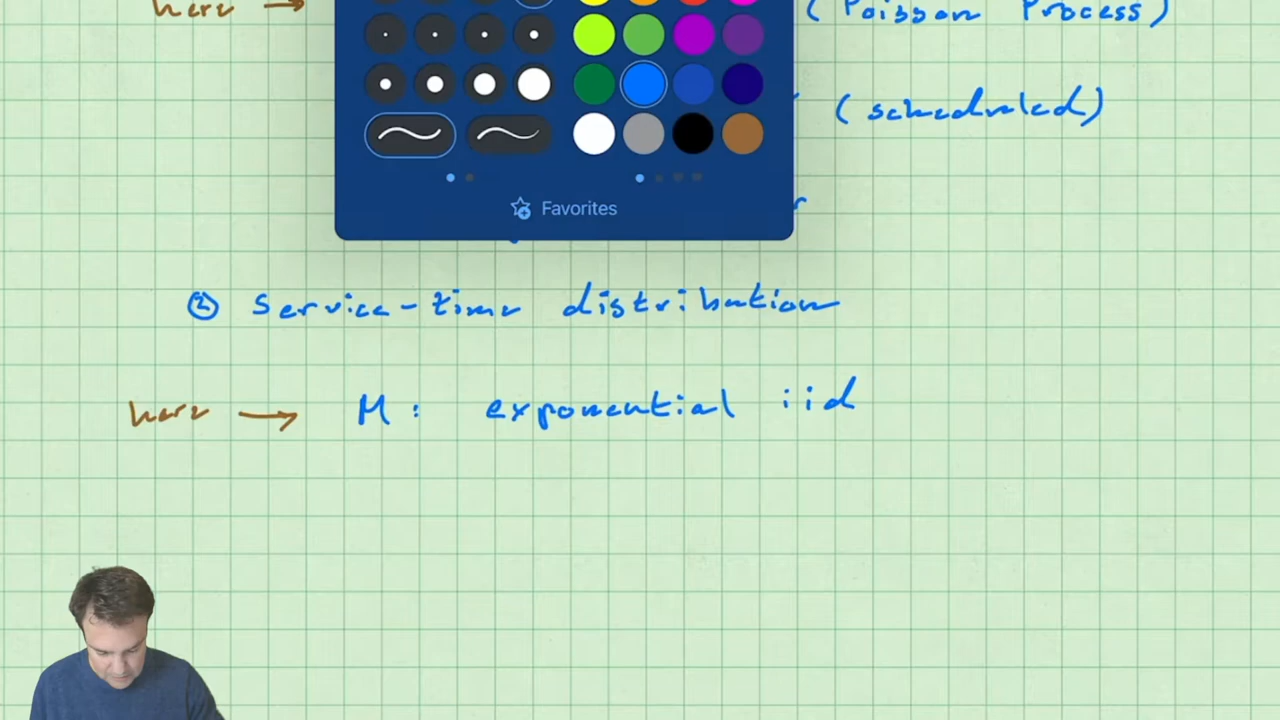 here → (Poisson Process)
(scheduled)
Favorites
② Service-time distribution
here → M: exponential iid